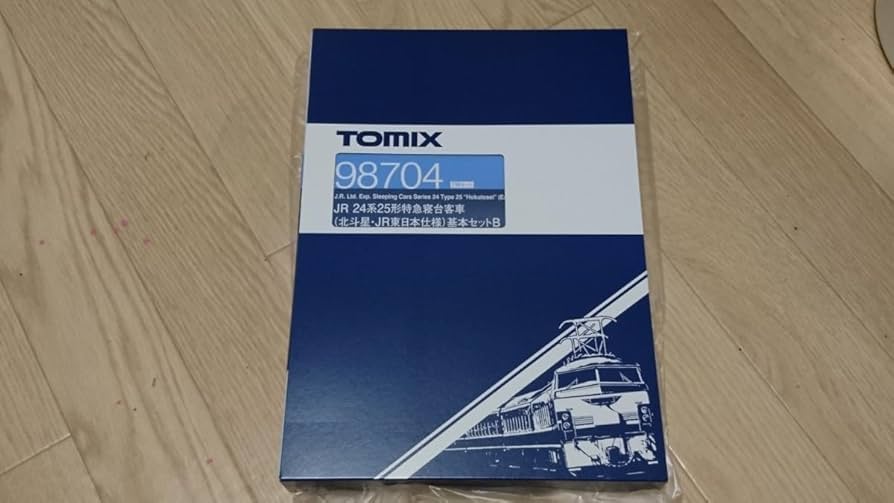 TOMIX
98704
J.R. Ltd. Exp. Sleeping Cars Series 24 Type 25 "Hokutosei" (E)
JR 24系25形特急寝台客車
(北斗星・JR東日本仕様)基本セットB